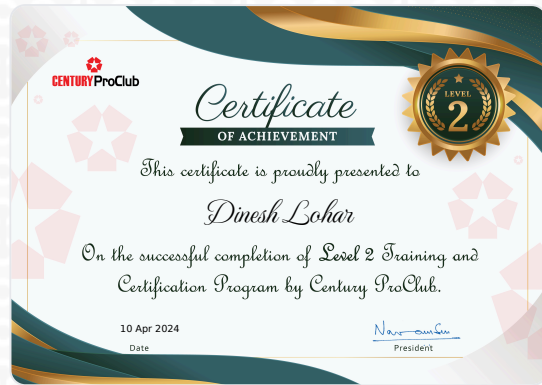 CENTURY ProClub
Certificate
OF ACHIEVEMENT
LEVEL
2
This certificate is proudly presented to
Dinesh Lohar
On the successful completion of Level 2 Training and
Certification Program by Century ProClub.
10 Apr 2024
Date
President